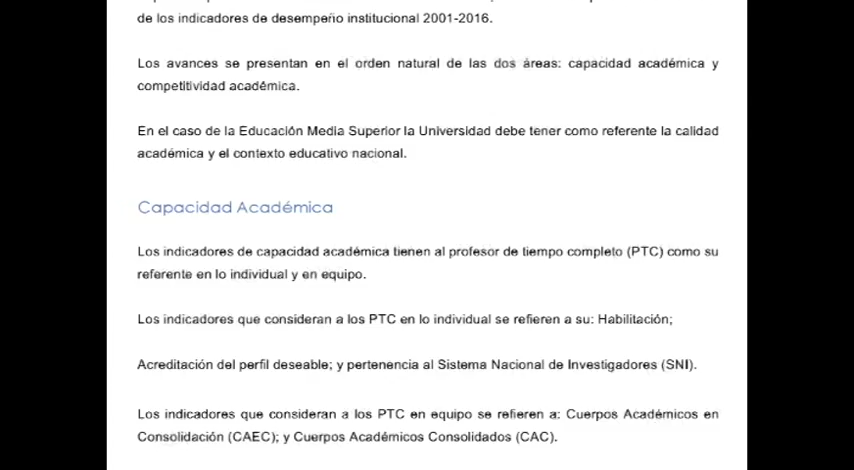 de los indicadores de desempeño institucional 2001-2016.
Los avances se presentan en el orden natural de las dos áreas: capacidad académica y
competitividad académica.
En el caso de la Educación Media Superior la Universidad debe tener como referente la calidad
académica y el contexto educativo nacional.
Capacidad Académica
Los indicadores de capacidad académica tienen al profesor de tiempo completo (PTC) como su
referente en lo individual y en equipo.
Los indicadores que consideran a los PTC en lo individual se refieren a su: Habilitación;
Acreditación del perfil deseable; y pertenencia al Sistema Nacional de Investigadores (SNI).
Los indicadores que consideran a los PTC en equipo se refieren a: Cuerpos Académicos en
Consolidación (CAEC); y Cuerpos Académicos Consolidados (CAC).